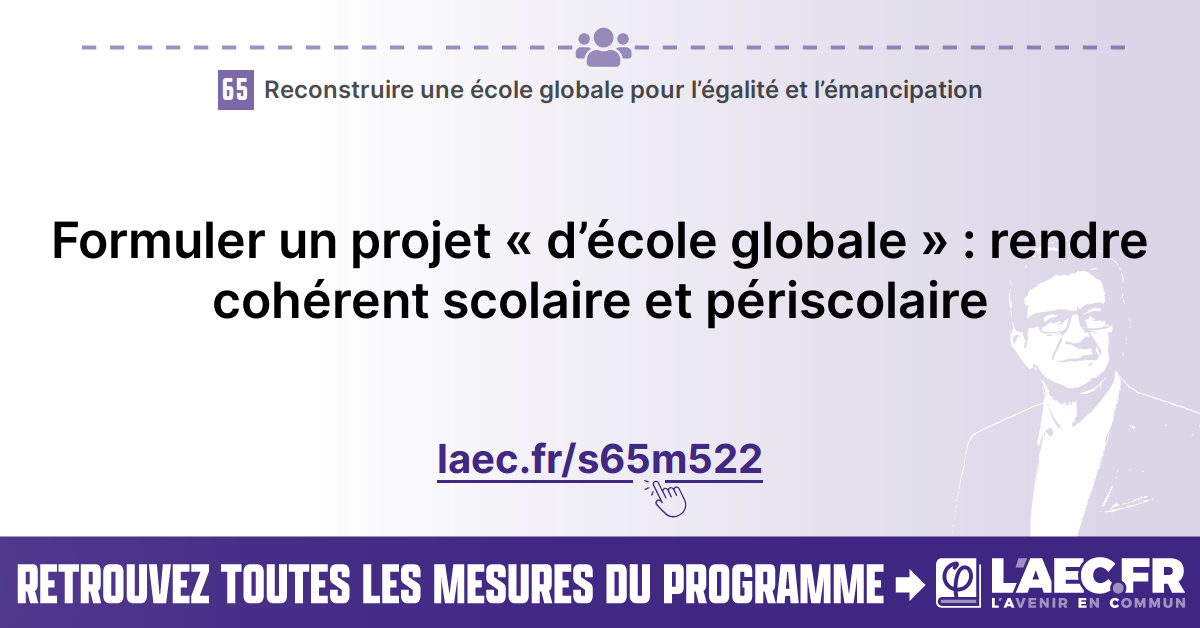 65 Reconstruire une école globale pour l’égalité et l’émancipation
Formuler un projet « d’école globale » : rendre
cohérent scolaire et périscolaire
laec.fr/s65m522
RETROUVEZ TOUTES LES MESURES DU PROGRAMME
L'AEC.FR
L'AVENIR EN COMMUN